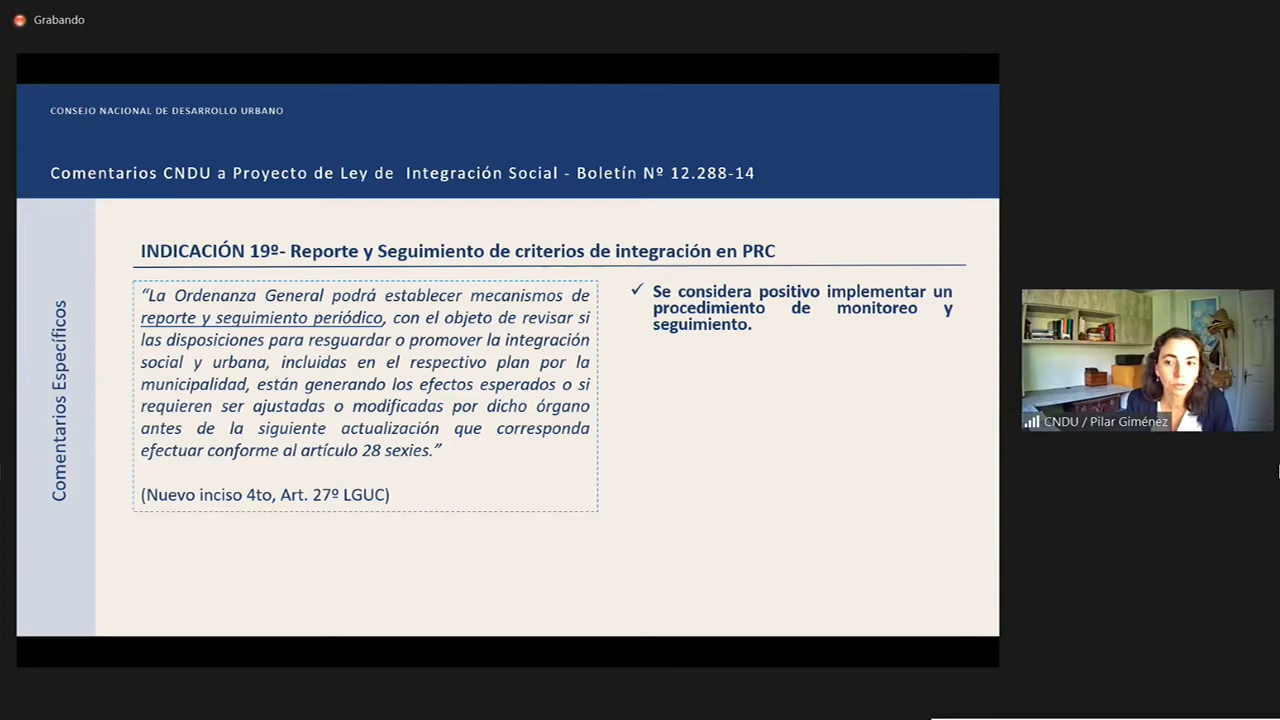 Grabando
CONSEJO NACIONAL DE DESARROLLO URBANO
Comentarios CNDU a Proyecto de Ley de Integración Social - Boletín Nº 12.288-14
Comentarios Específicos
INDICACIÓN 19º- Reporte y Seguimiento de criterios de integración en PRC
“La Ordenanza General podrá establecer mecanismos de
reporte y seguimiento periódico, con el objeto de revisar si
las disposiciones para resguardar o promover la integración
social y urbana, incluidas en el respectivo plan por la
municipalidad, están generando los efectos esperados o si
requieren ser ajustadas o modificadas por dicho órgano
antes de la siguiente actualización que corresponda
efectuar conforme al artículo 28 sexies.”
(Nuevo inciso 4to, Art. 27º LGUC)
✓ Se considera positivo implementar un
procedimiento de monitoreo y
seguimiento.
CNDU / Pilar Giménez